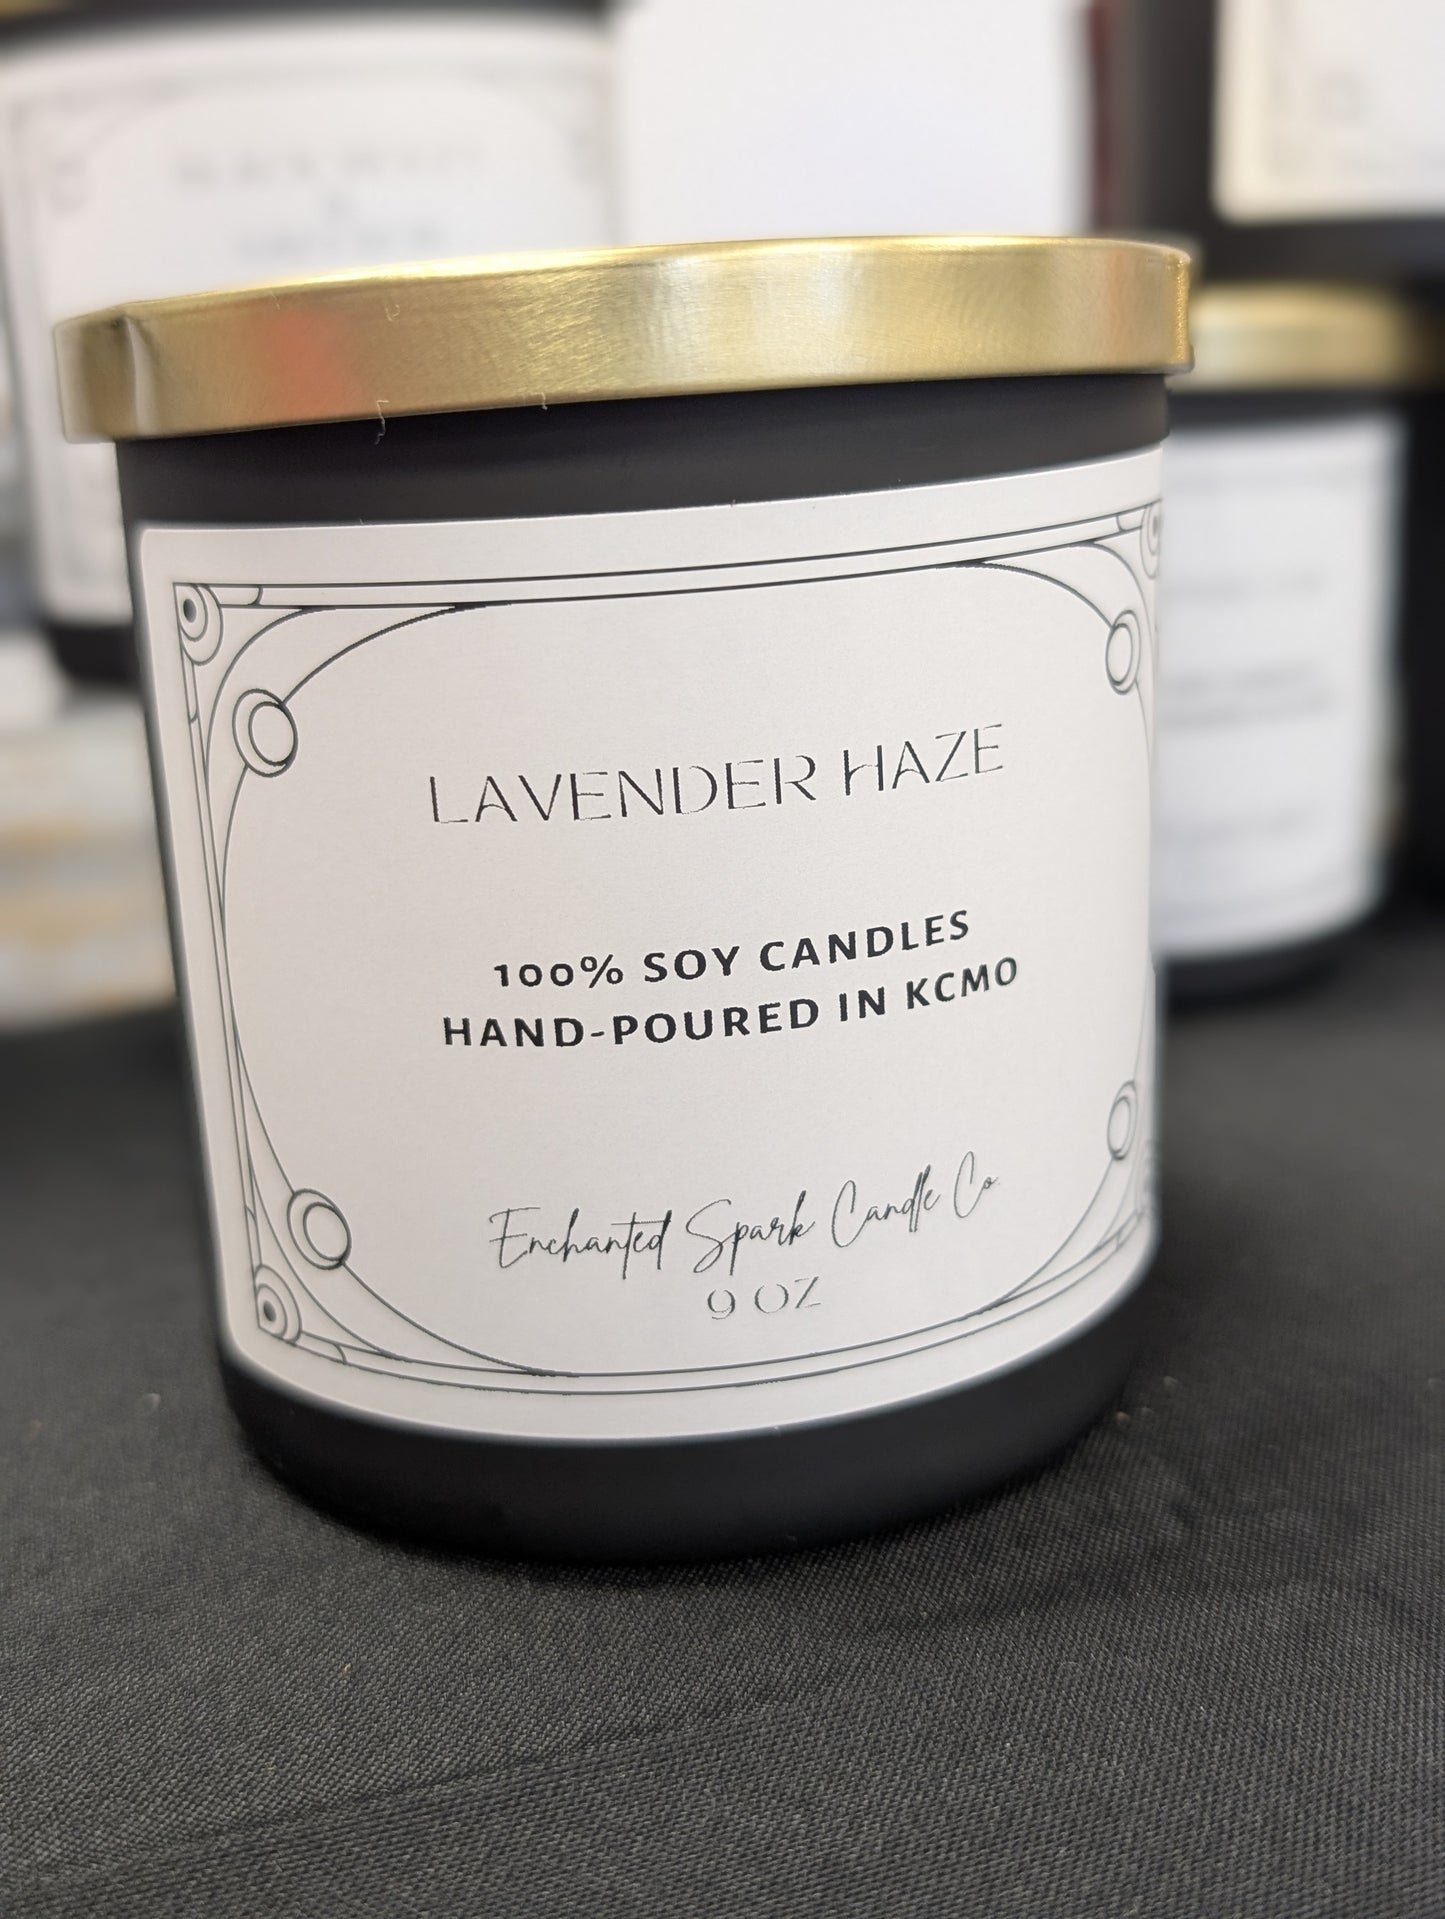 LAVENDER HAZE
100% SOY CANDLES
HAND-POURED IN KCMO
Enchanted Spark Candle Co.
9 OZ